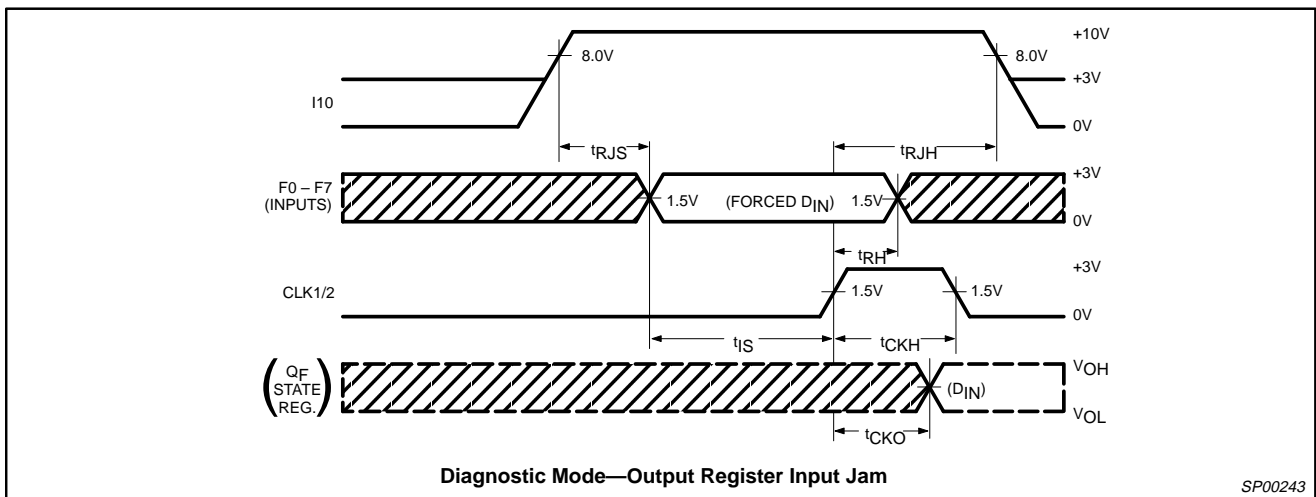 +10V
8.0V
8.0V
+3V
I10
0V
tRJS
tRJH
+3V
F0 – F7
(INPUTS)
1.5V
(FORCED DIN)
1.5V
0V
tRH
+3V
CLK1/2
1.5V
1.5V
0V
tIS
tCKH
VOH
QF
STATE
REG.
(DIN)
VOL
tCKO
Diagnostic Mode—Output Register Input Jam
SP00243